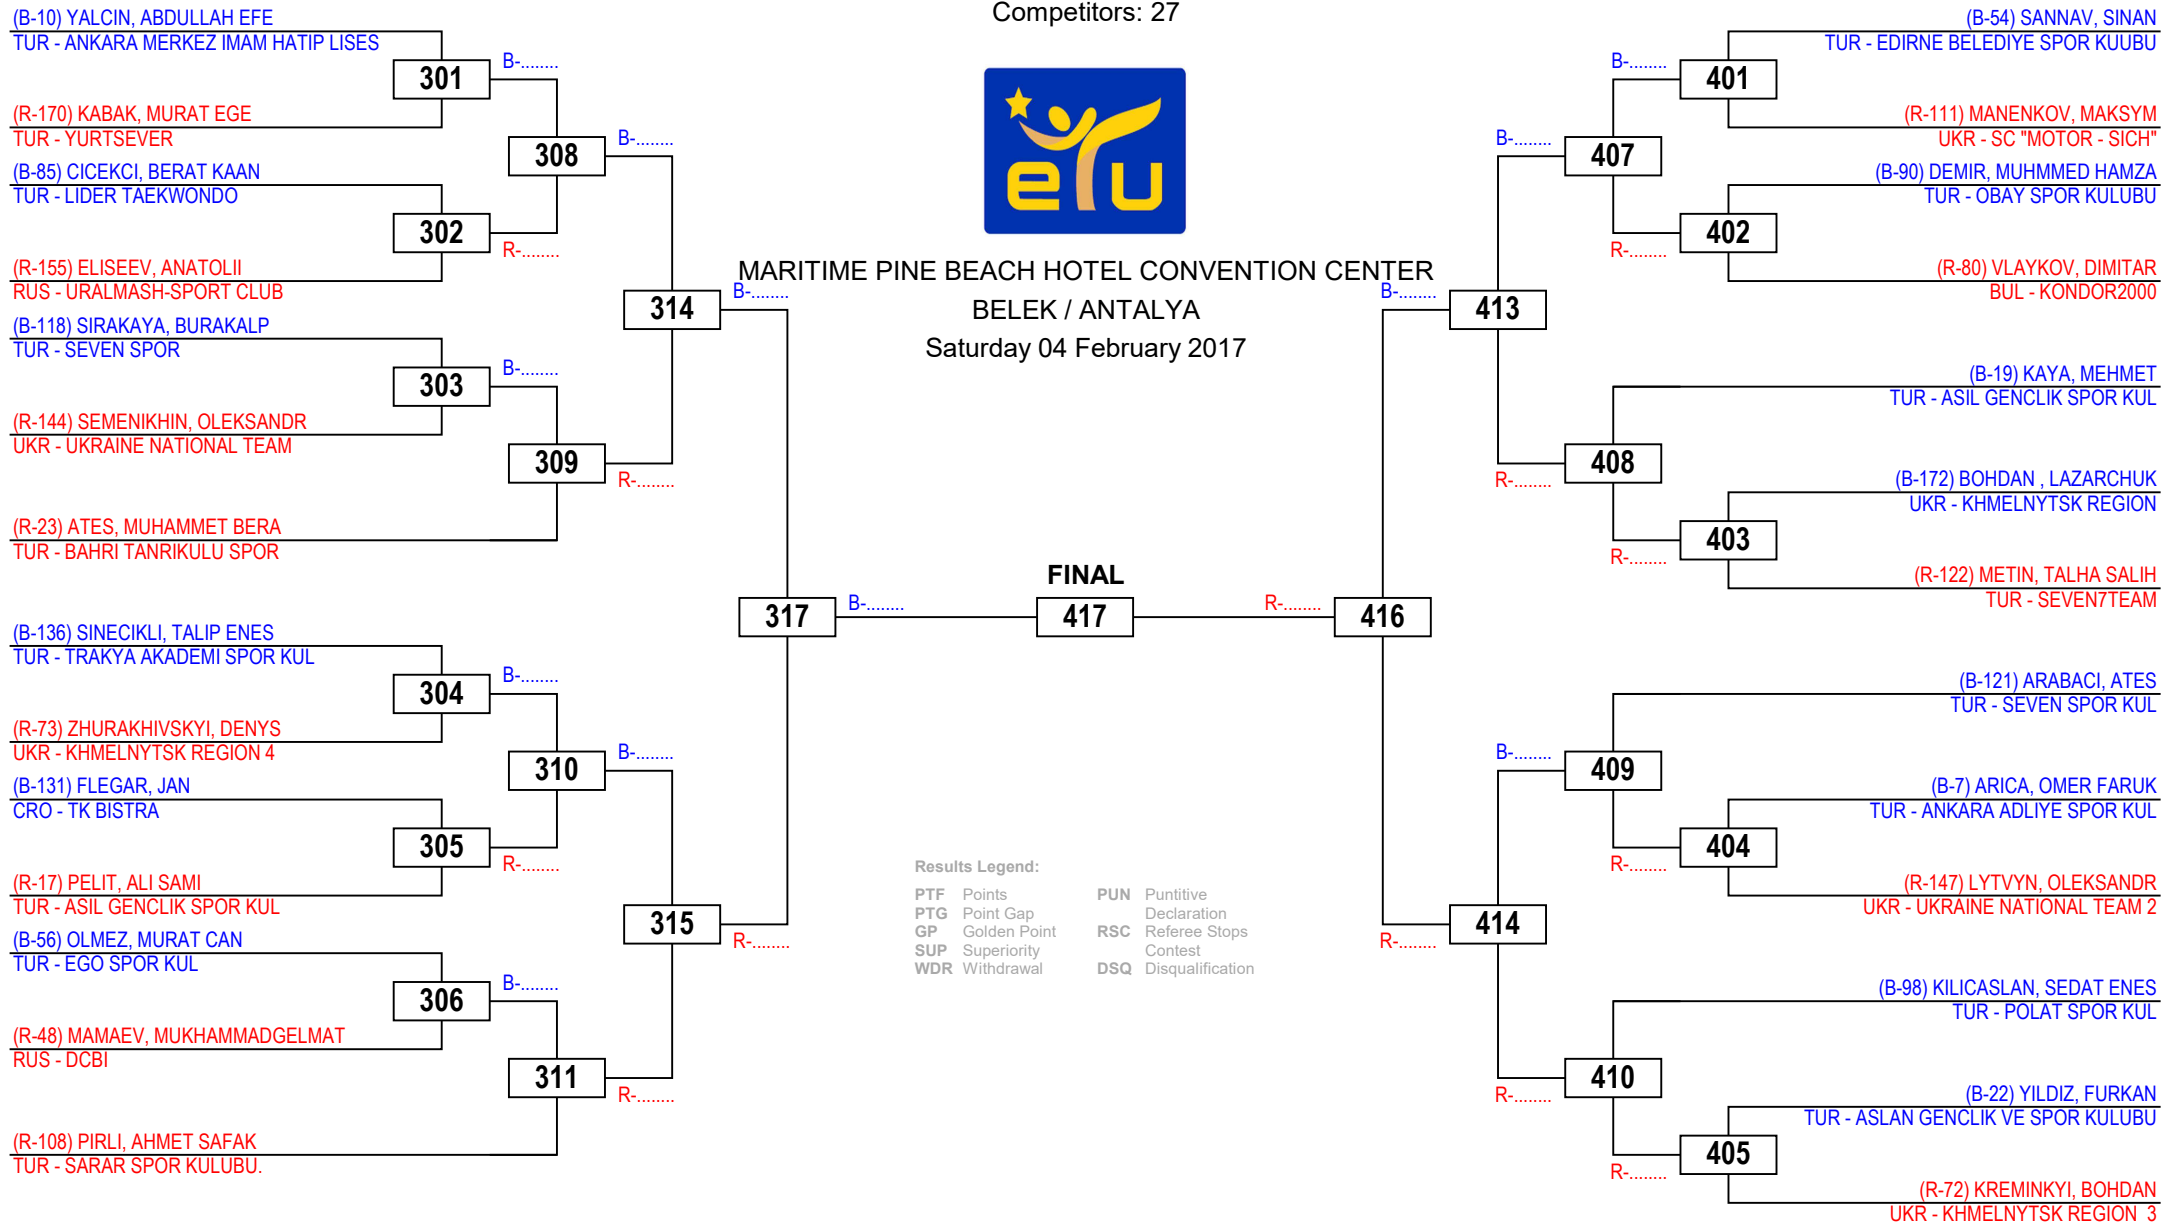 Competitors: 27
(B-10) YALCIN, ABDULLAH EFE
TUR - ANKARA MERKEZ IMAM HATIP LISES
B-........
301
(R-170) KABAK, MURAT EGE
TUR - YURTSEVER
B-........
308
(B-85) CICEKCI, BERAT KAAN
TUR - LIDER TAEKWONDO
302
R-........
(R-155) ELISEEV, ANATOLII
RUS - URALMASH-SPORT CLUB
B-........
314
(B-118) SIRAKAYA, BURAKALP
TUR - SEVEN SPOR
B-........
303
(R-144) SEMENIKHIN, OLEKSANDR
UKR - UKRAINE NATIONAL TEAM
309
R-........
(R-23) ATES, MUHAMMET BERA
TUR - BAHRI TANRIKULU SPOR
317
B-........
(B-136) SINECIKLI, TALIP ENES
TUR - TRAKYA AKADEMI SPOR KUL
B-........
304
(R-73) ZHURAKHIVSKYI, DENYS
UKR - KHMELNYTSK REGION 4
B-........
310
(B-131) FLEGAR, JAN
CRO - TK BISTRA
305
R-........
(R-17) PELIT, ALI SAMI
TUR - ASIL GENCLIK SPOR KUL
315
R-........
(B-56) OLMEZ, MURAT CAN
TUR - EGO SPOR KUL
B-........
306
(R-48) MAMAEV, MUKHAMMADGELMAT
RUS - DCBI
311
R-........
(R-108) PIRLI, AHMET SAFAK
TUR - SARAR SPOR KULUBU.
eTu
MARITIME PINE BEACH HOTEL CONVENTION CENTER
BELEK / ANTALYA
Saturday 04 February 2017
FINAL
417
Results Legend:
PTF Points
PTG Point Gap
GP Golden Point
SUP Superiority
WDR Withdrawal
PUN Puntitive
Declaration
RSC Referee Stops
Contest
DSQ Disqualification
(B-54) SANNAV, SINAN
TUR - EDIRNE BELEDIYE SPOR KUUBU
B-........
401
(R-111) MANENKOV, MAKSYM
UKR - SC "MOTOR - SICH"
B-........
407
(B-90) DEMIR, MUHMMED HAMZA
TUR - OBAY SPOR KULUBU
402
R-........
(R-80) VLAYKOV, DIMITAR
BUL - KONDOR2000
B-........
413
(B-19) KAYA, MEHMET
TUR - ASIL GENCLIK SPOR KUL
408
R-........
(B-172) BOHDAN , LAZARCHUK
UKR - KHMELNYTSK REGION
403
R-........
(R-122) METIN, TALHA SALIH
TUR - SEVEN7TEAM
R-........
416
(B-121) ARABACI, ATES
TUR - SEVEN SPOR KUL
B-........
409
(B-7) ARICA, OMER FARUK
TUR - ANKARA ADLIYE SPOR KUL
404
R-........
(R-147) LYTVYN, OLEKSANDR
UKR - UKRAINE NATIONAL TEAM 2
414
R-........
(B-98) KILICASLAN, SEDAT ENES
TUR - POLAT SPOR KUL
410
R-........
(B-22) YILDIZ, FURKAN
TUR - ASLAN GENCLIK VE SPOR KULUBU
405
R-........
(R-72) KREMINKYI, BOHDAN
UKR - KHMELNYTSK REGION  3